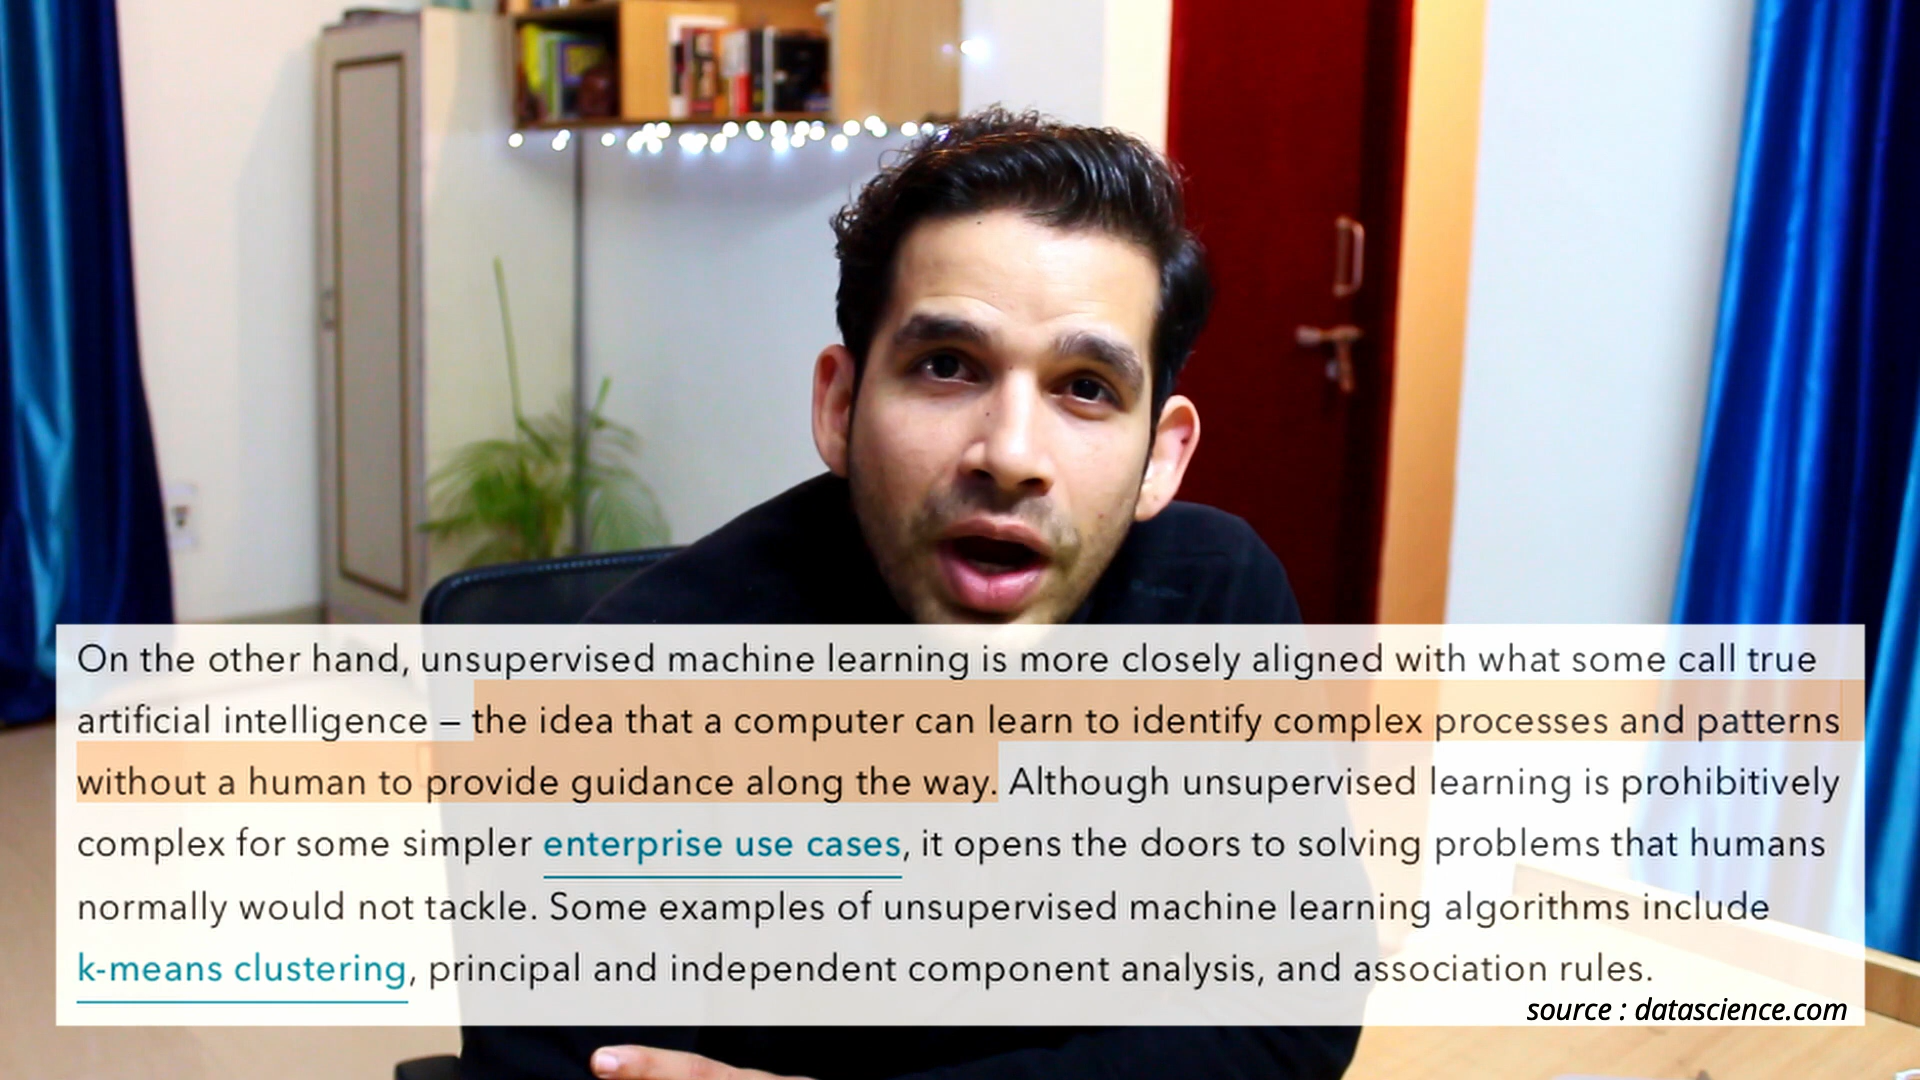 On the other hand, unsupervised machine learning is more closely aligned with what some call true
artificial intelligence – the idea that a computer can learn to identify complex processes and patterns
without a human to provide guidance along the way. Although unsupervised learning is prohibitively
complex for some simpler enterprise use cases, it opens the doors to solving problems that humans
normally would not tackle. Some examples of unsupervised machine learning algorithms include
k-means clustering, principal and independent component analysis, and association rules.
source : datascience.com